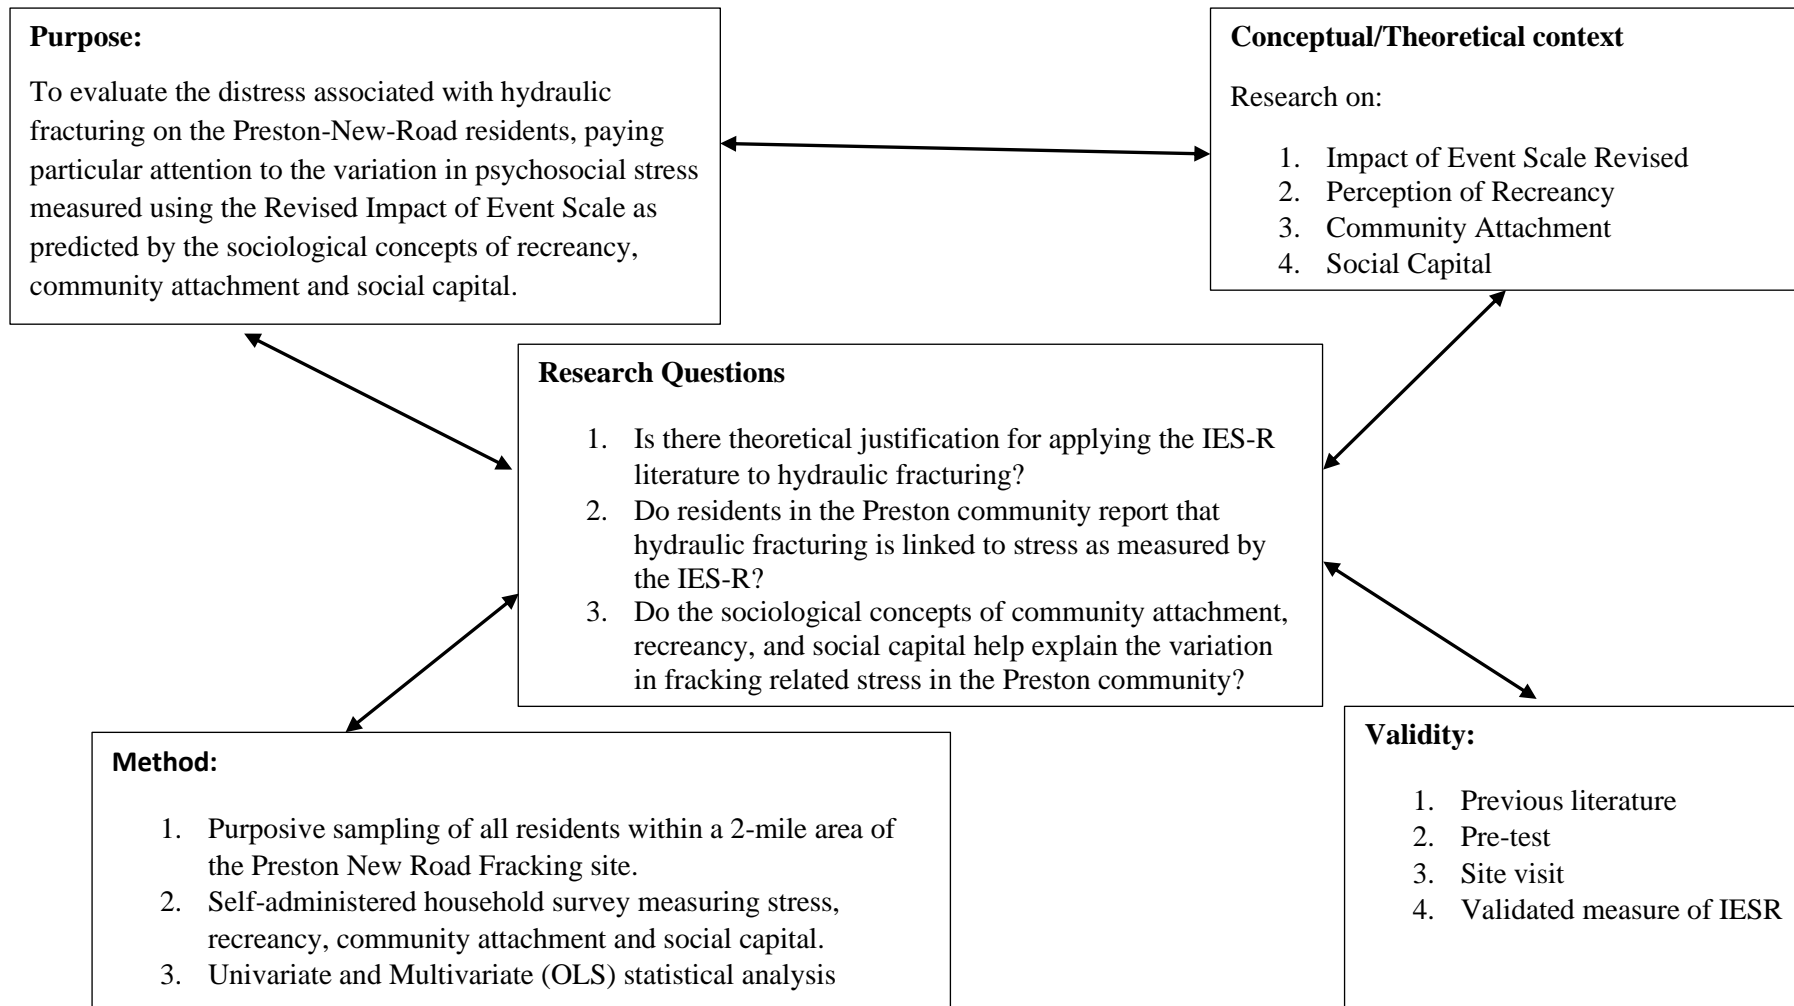 Purpose:
To evaluate the distress associated with hydraulic
fracturing on the Preston-New-Road residents, paying
particular attention to the variation in psychosocial stress
measured using the Revised Impact of Event Scale as
predicted by the sociological concepts of recreancy,
community attachment and social capital.
Conceptual/Theoretical context
Research on:
1. Impact of Event Scale Revised
2. Perception of Recreancy
3. Community Attachment
4. Social Capital
Research Questions
1. Is there theoretical justification for applying the IES-R
literature to hydraulic fracturing?
2. Do residents in the Preston community report that
hydraulic fracturing is linked to stress as measured by
the IES-R?
3. Do the sociological concepts of community attachment,
recreancy, and social capital help explain the variation
in fracking related stress in the Preston community?
Method:
1. Purposive sampling of all residents within a 2-mile area of
the Preston New Road Fracking site.
2. Self-administered household survey measuring stress,
recreancy, community attachment and social capital.
3. Univariate and Multivariate (OLS) statistical analysis
Validity:
1. Previous literature
2. Pre-test
3. Site visit
4. Validated measure of IESR